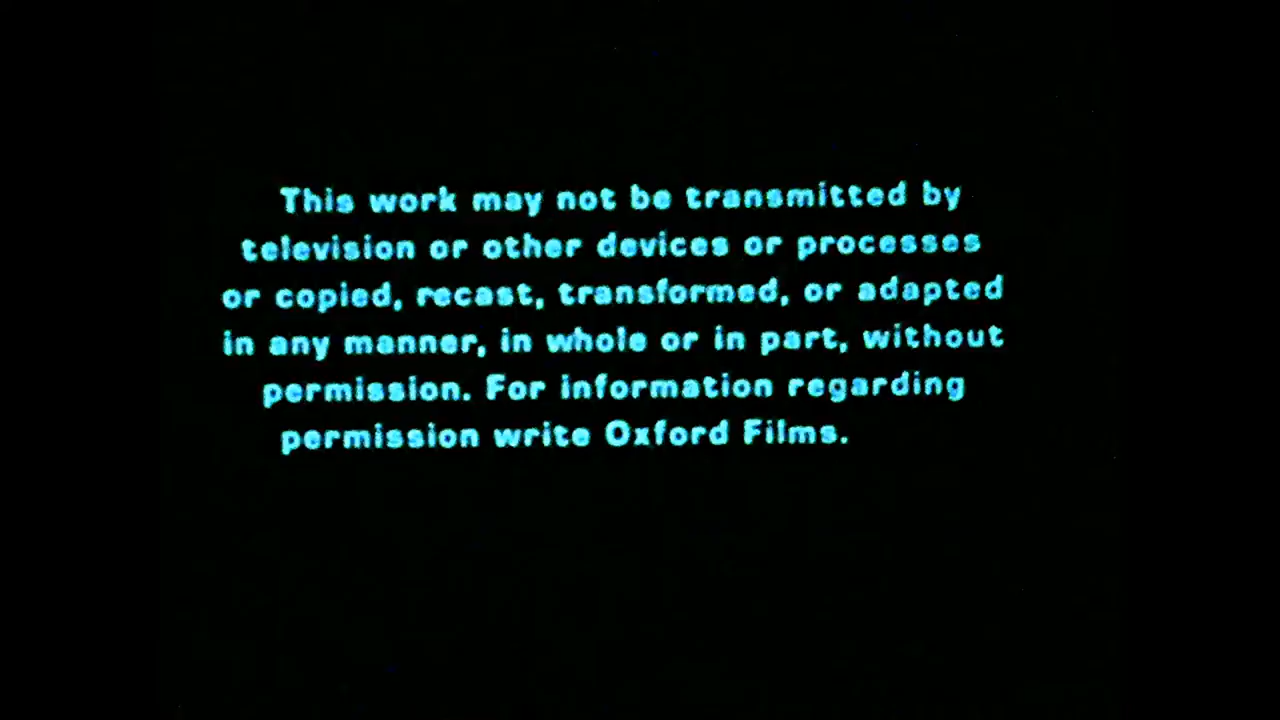 This work may not be transmitted by
television or other devices or processes
or copied, recast, transformed, or adapted
in any manner, in whole or in part, without
permission. For information regarding
permission write Oxford Films.